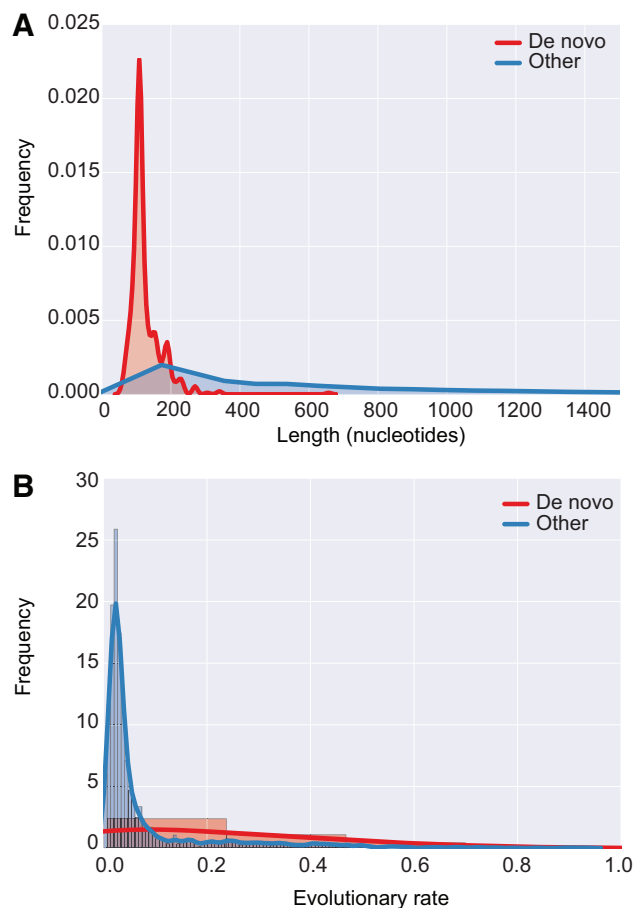 A
0.025
0.020
0.015
0.010
0.005
0.000
Frequency
De novo
Other
0 200 400 600 800 1000 1200 1400
Length (nucleotides)
B
30
25
20
15
10
5
0
Frequency
De novo
Other
0.0 0.2 0.4 0.6 0.8 1.0
Evolutionary rate